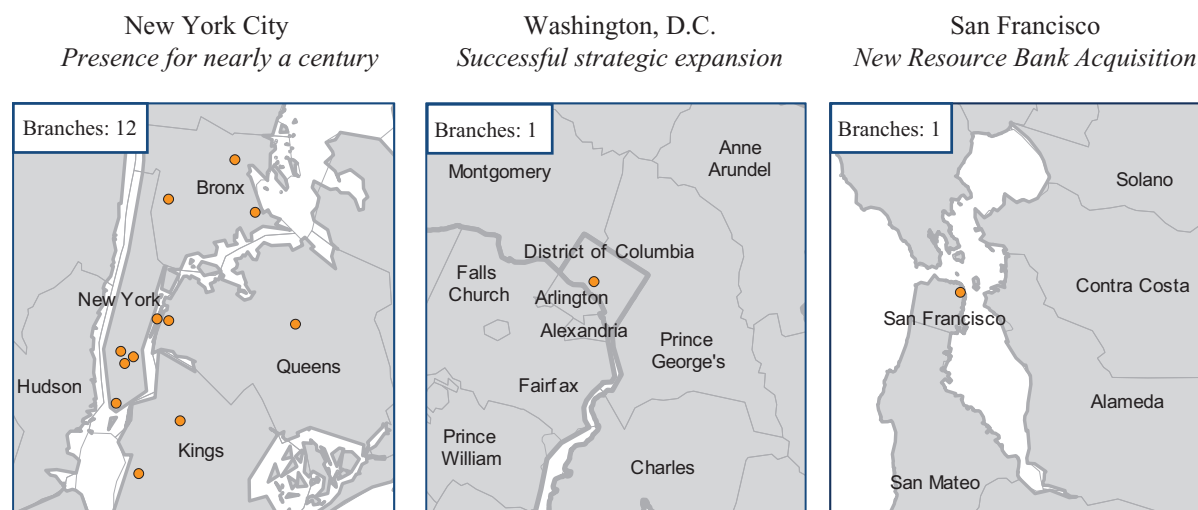 New York City
Presence for nearly a century
Branches: 12
Bronx
New York
Queens
Hudson
Kings
Washington, D.C.
Successful strategic expansion
Branches: 1
Montgomery
Anne
Arundel
District of Columbia
Falls
Church
Arlington
Alexandria
Prince
George's
Fairfax
Prince
William
Charles
San Francisco
New Resource Bank Acquisition
Branches: 1
Solano
Contra Costa
San Francisco
Alameda
San Mateo